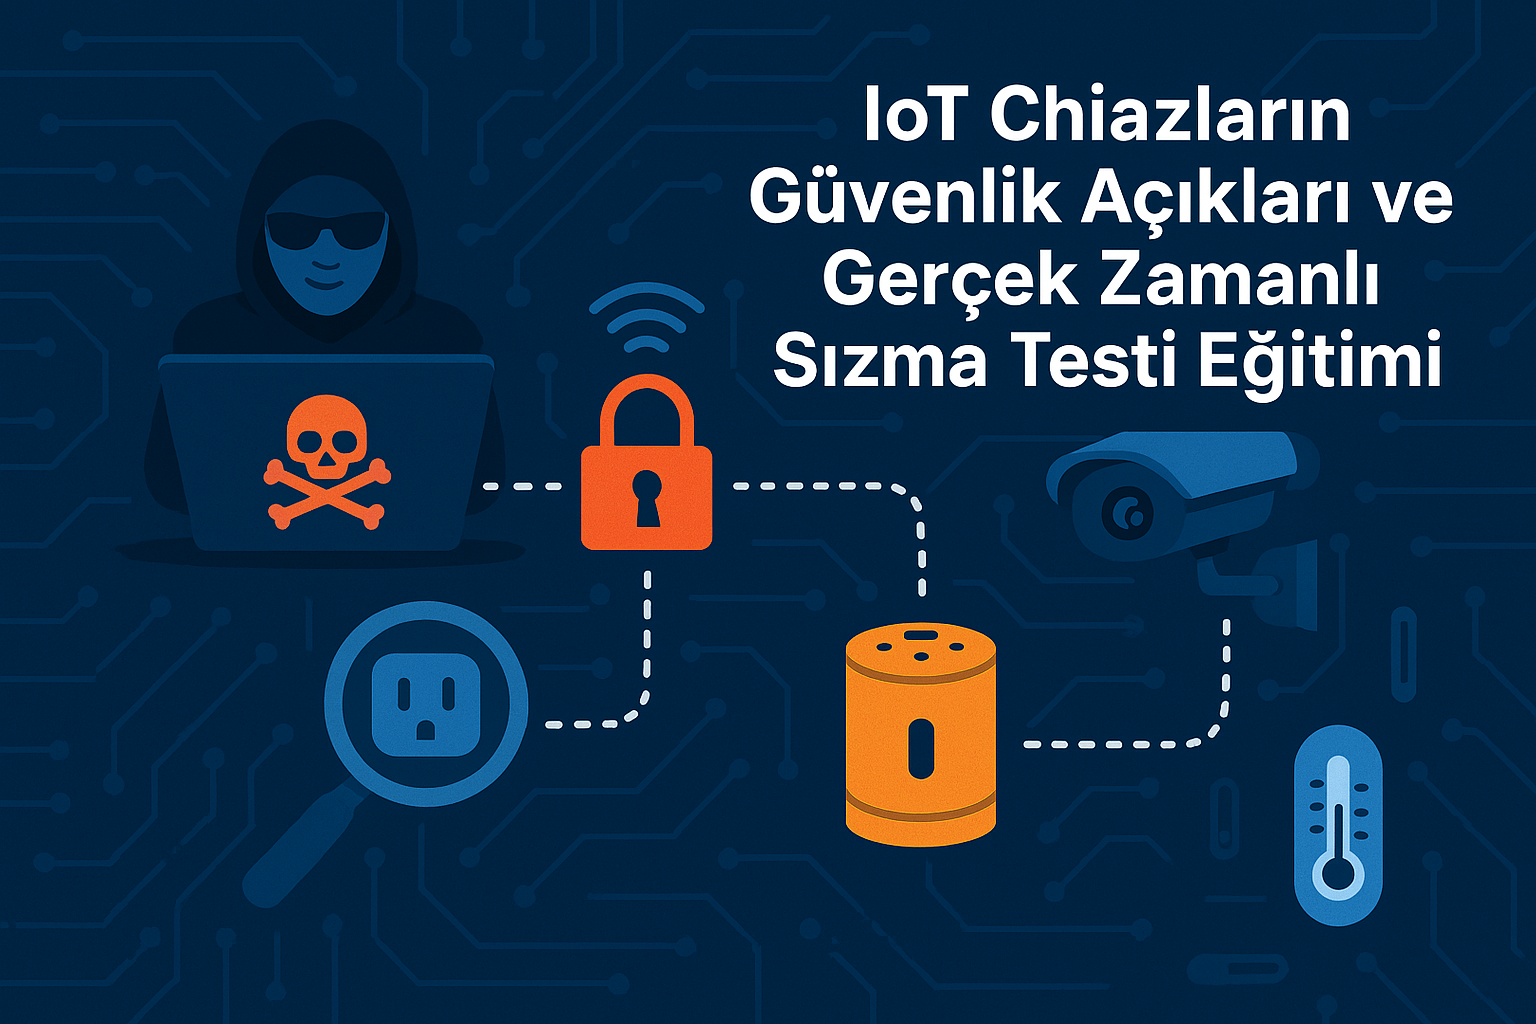 IoT Chiazların
Güvenlik Açıkları ve
Gerçek Zamanlı
Sızma Testi Eğitimi